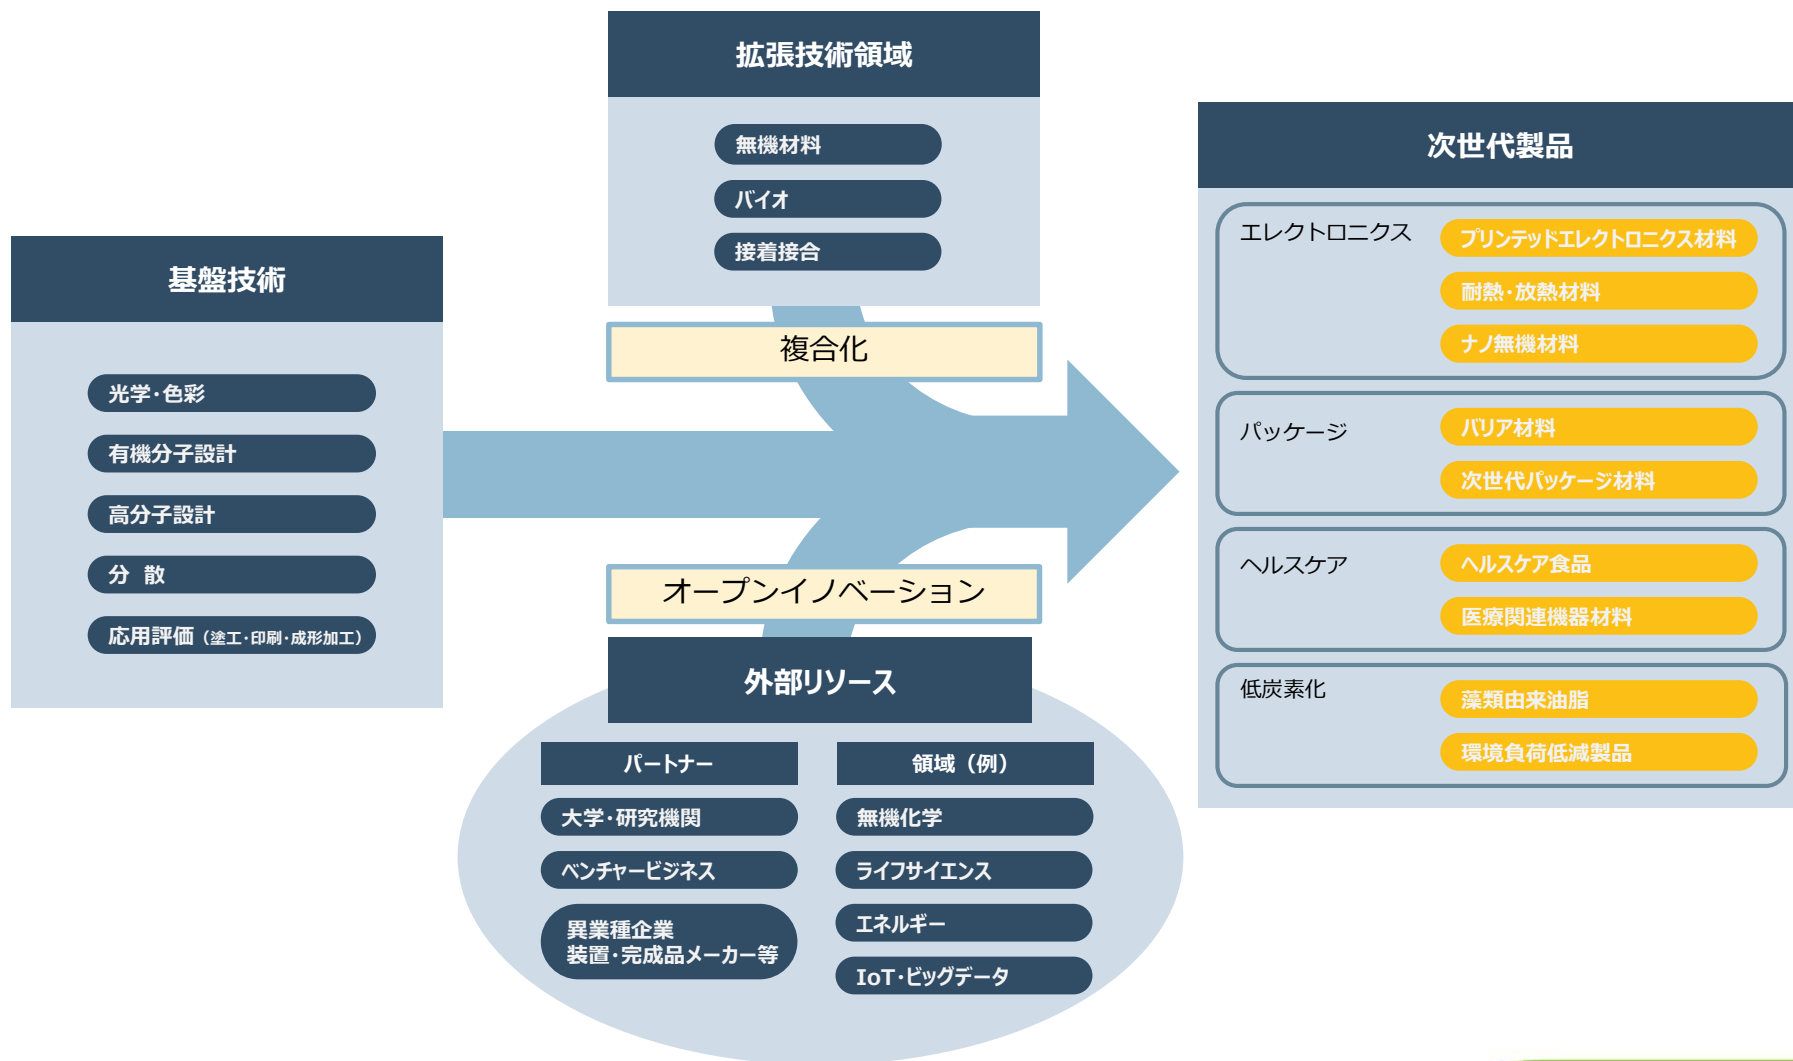 基盤技術
光学・色彩
有機分子設計
高分子設計
分 散
応用評価（塗工・印刷・成形加工）
拡張技術領域
無機材料
バイオ
接着接合
複合化
オープンイノベーション
外部リソース
パートナー
大学・研究機関
ベンチャービジネス
異業種企業
装置・完成品メーカー等
領域（例）
無機化学
ライフサイエンス
エネルギー
IoT・ビッグデータ
次世代製品
エレクトロニクス
プリンテッドエレクトロニクス材料
耐熱・放熱材料
ナノ無機材料
パッケージ
バリア材料
次世代パッケージ材料
ヘルスケア
ヘルスケア食品
医療関連機器材料
低炭素化
藻類由来油脂
環境負荷低減製品